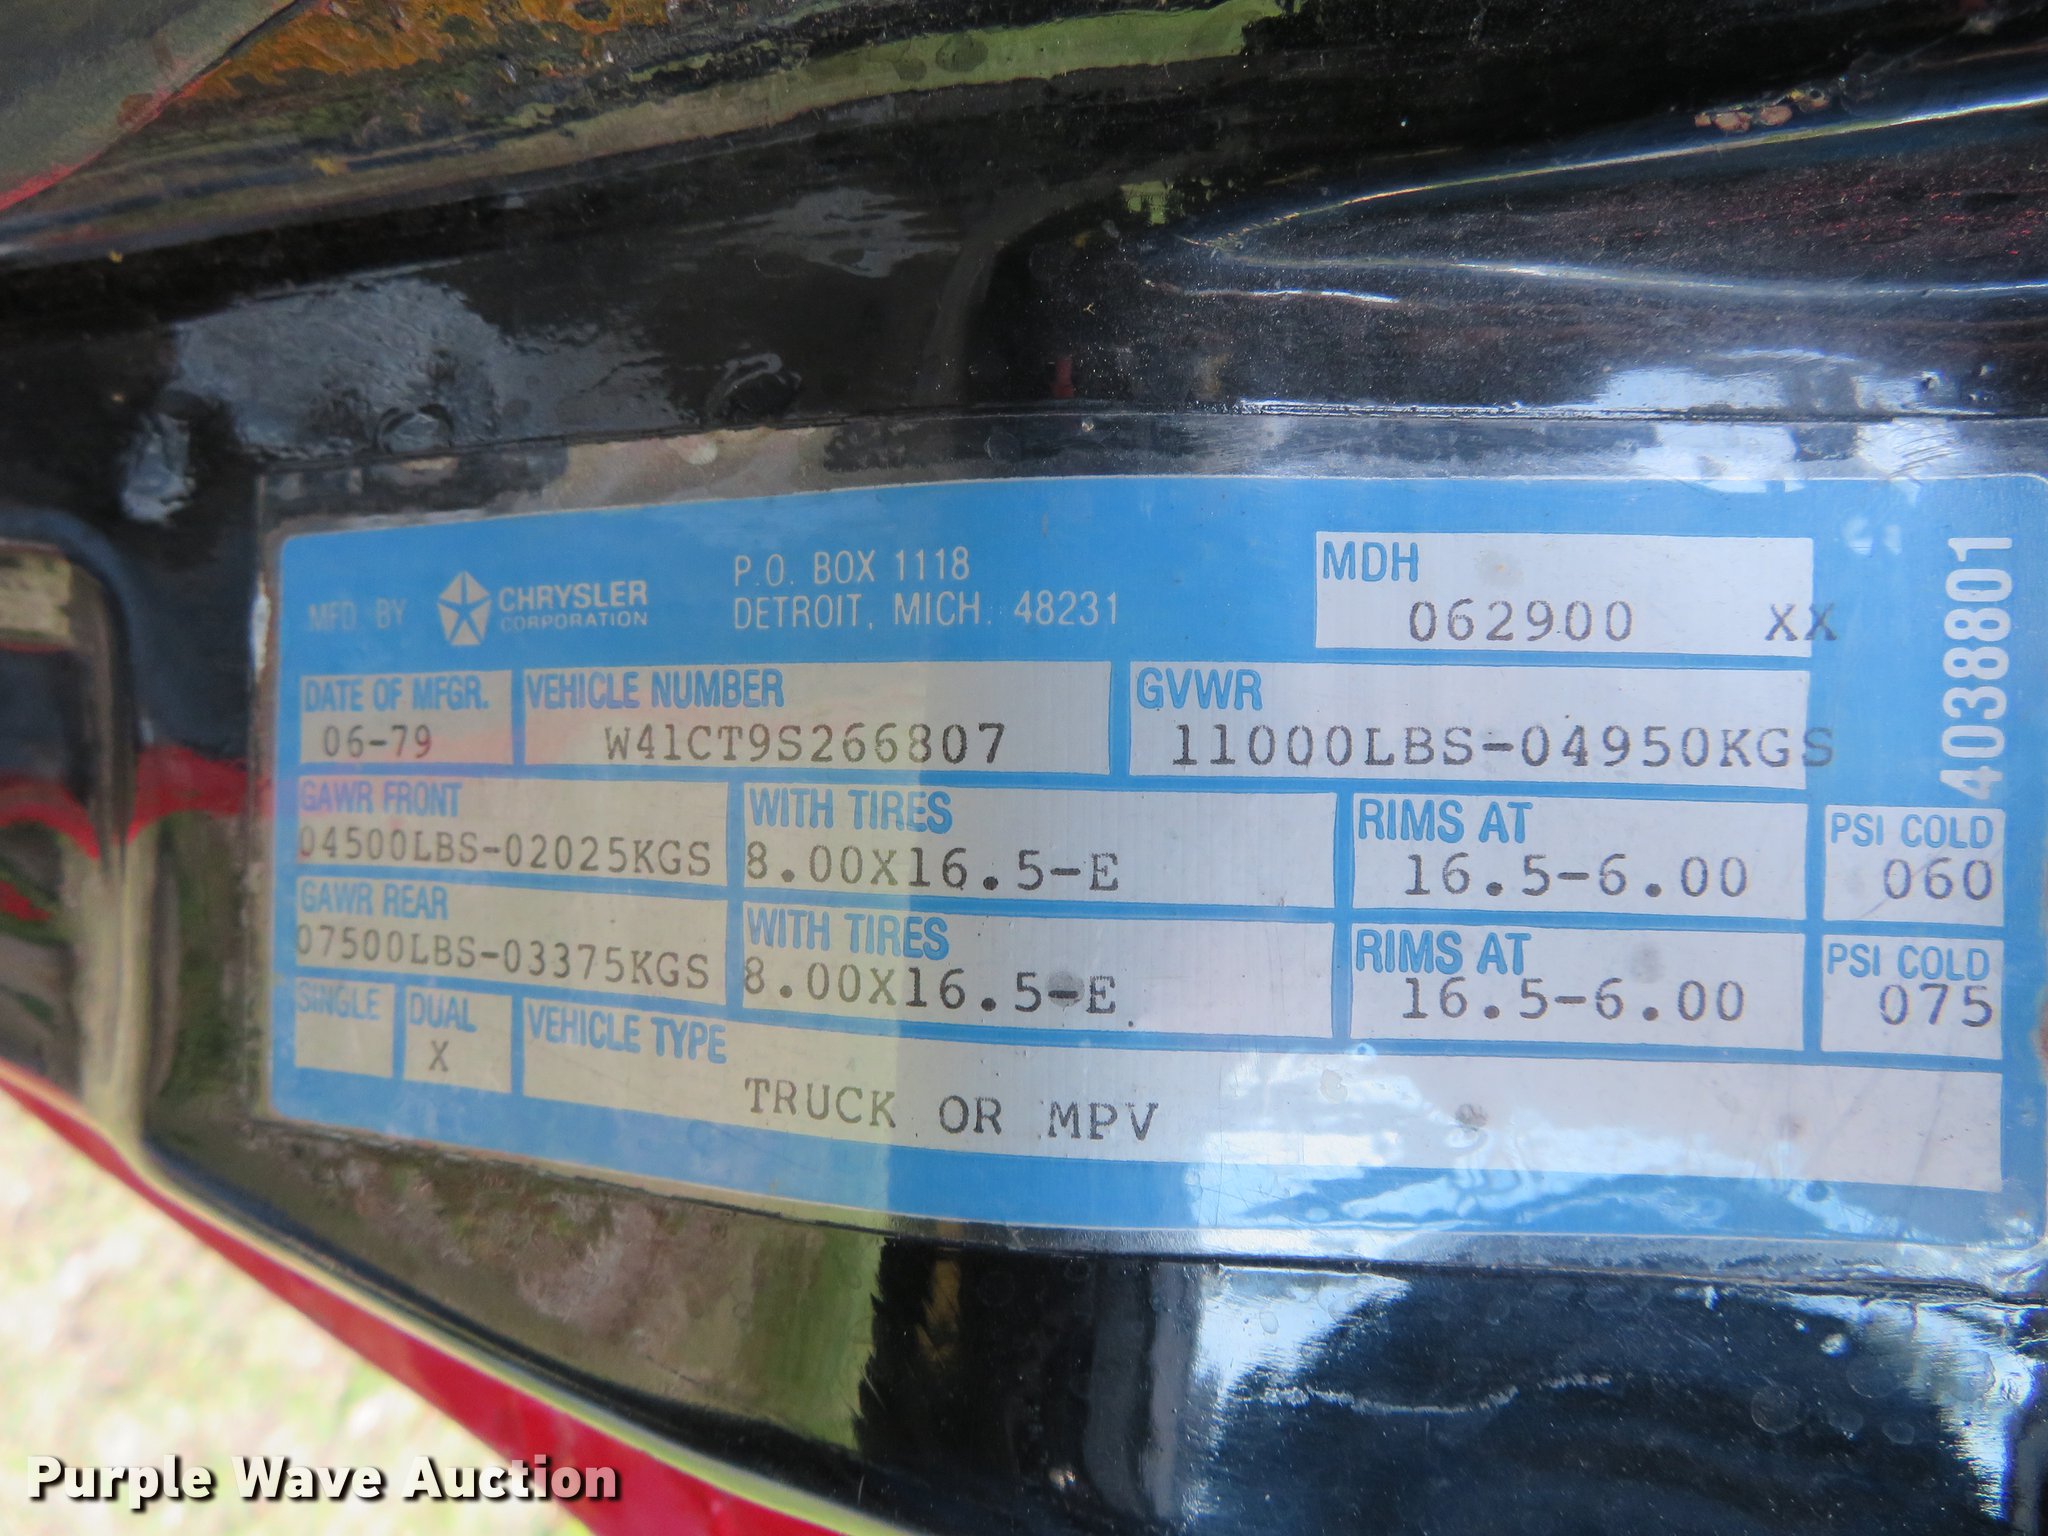 MFD. BY CHRYSLER CORPORATION
P.O. BOX 1118
DETROIT, MICH. 48231
MDH
062900 XX
4038801
DATE OF MFGR.
06-79
VEHICLE NUMBER
W41CT9S266807
GVWR
11000LBS-04950KGS
GAWR FRONT
04500LBS-02025KGS
WITH TIRES
8.00X16.5-E
RIMS AT
16.5-6.00
PSI COLD
060
GAWR REAR
07500LBS-03375KGS
WITH TIRES
8.00X16.5-E
RIMS AT
16.5-6.00
PSI COLD
075
SINGLE
DUAL
X
VEHICLE TYPE
TRUCK OR MPV
Purple Wave Auction